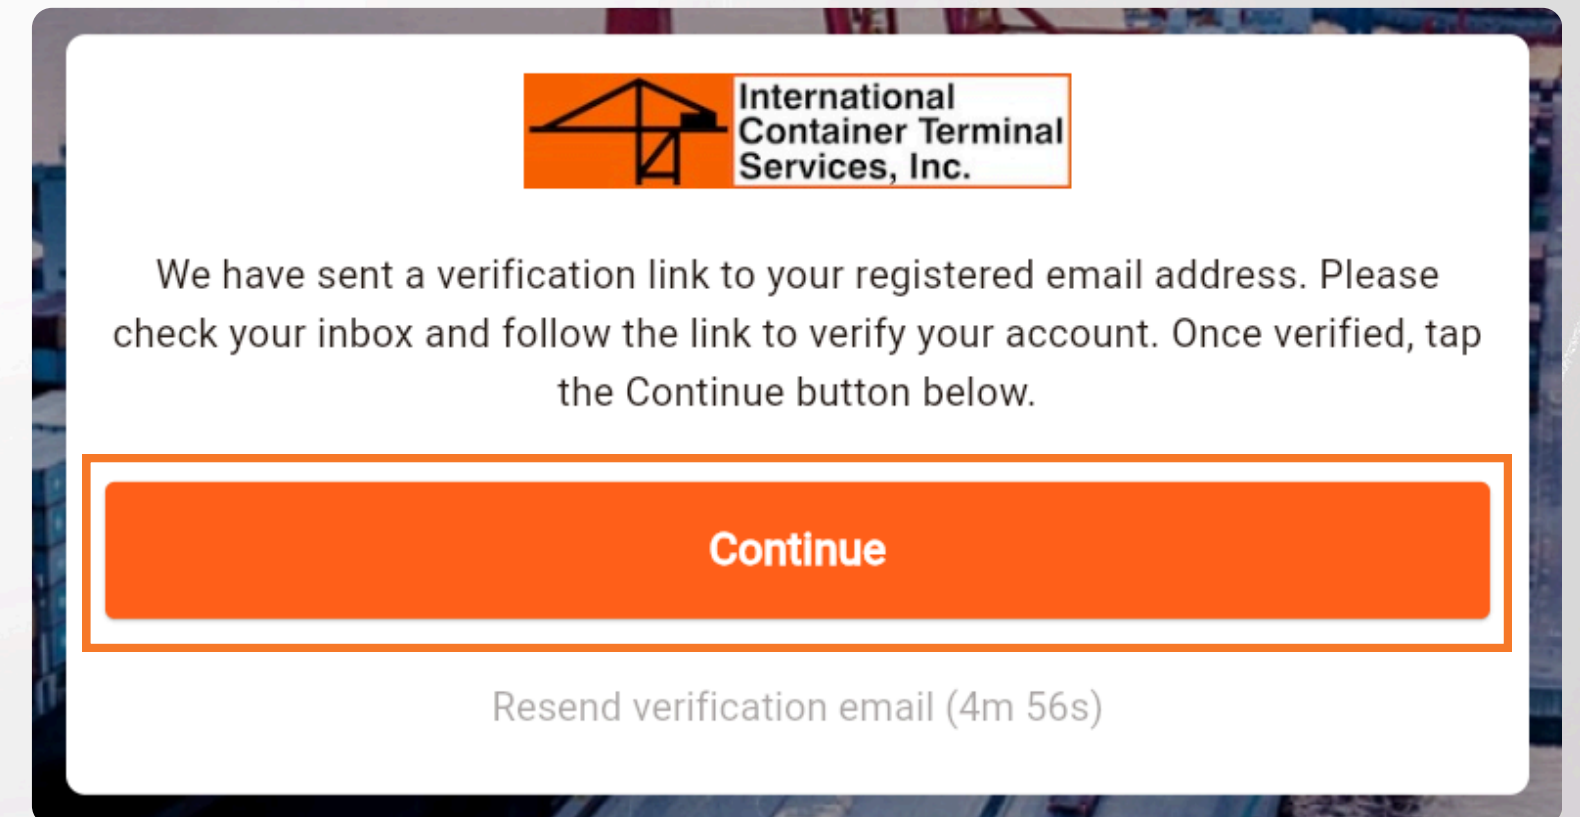 International
Container Terminal
Services, Inc.
We have sent a verification link to your registered email address. Please
check your inbox and follow the link to verify your account. Once verified, tap
the Continue button below.
Continue
Resend verification email (4m 56s)